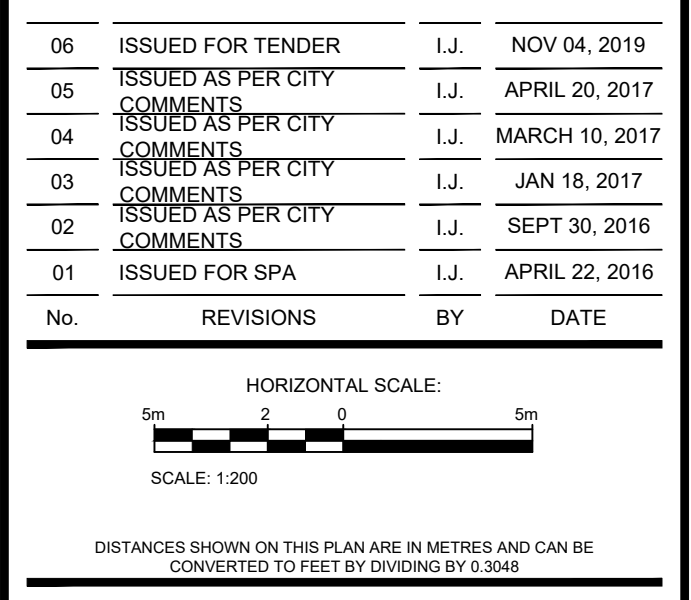 06 ISSUED FOR TENDER I.J. NOV 04, 2019
05 ISSUED AS PER CITY COMMENTS I.J. APRIL 20, 2017
04 ISSUED AS PER CITY COMMENTS I.J. MARCH 10, 2017
03 ISSUED AS PER CITY COMMENTS I.J. JAN 18, 2017
02 ISSUED AS PER CITY COMMENTS I.J. SEPT 30, 2016
01 ISSUED FOR SPA I.J. APRIL 22, 2016
No. REVISIONS BY DATE
HORIZONTAL SCALE:
5m 2 0 5m
SCALE: 1:200
DISTANCES SHOWN ON THIS PLAN ARE IN METRES AND CAN BE
CONVERTED TO FEET BY DIVIDING BY 0.3048